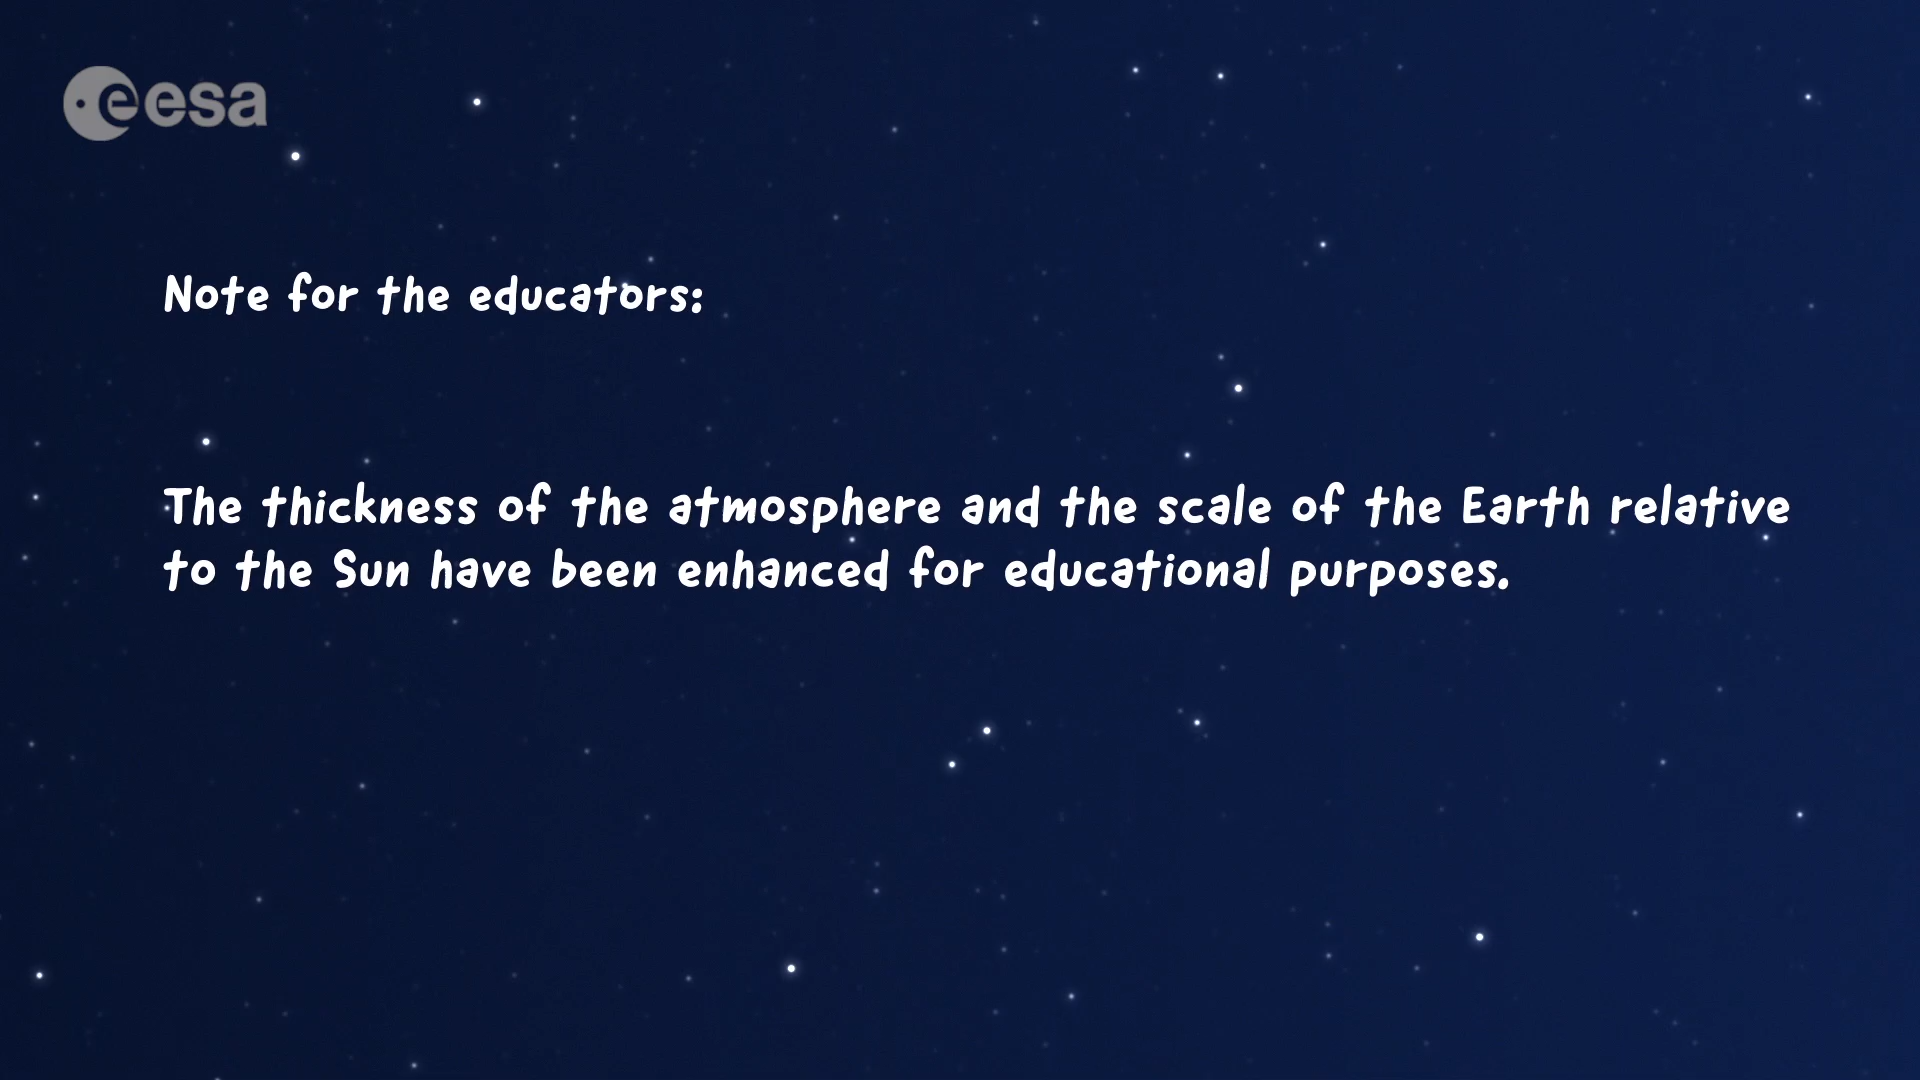 esa
Note for the educators:
The thickness of the atmosphere and the scale of the Earth relative
to the Sun have been enhanced for educational purposes.